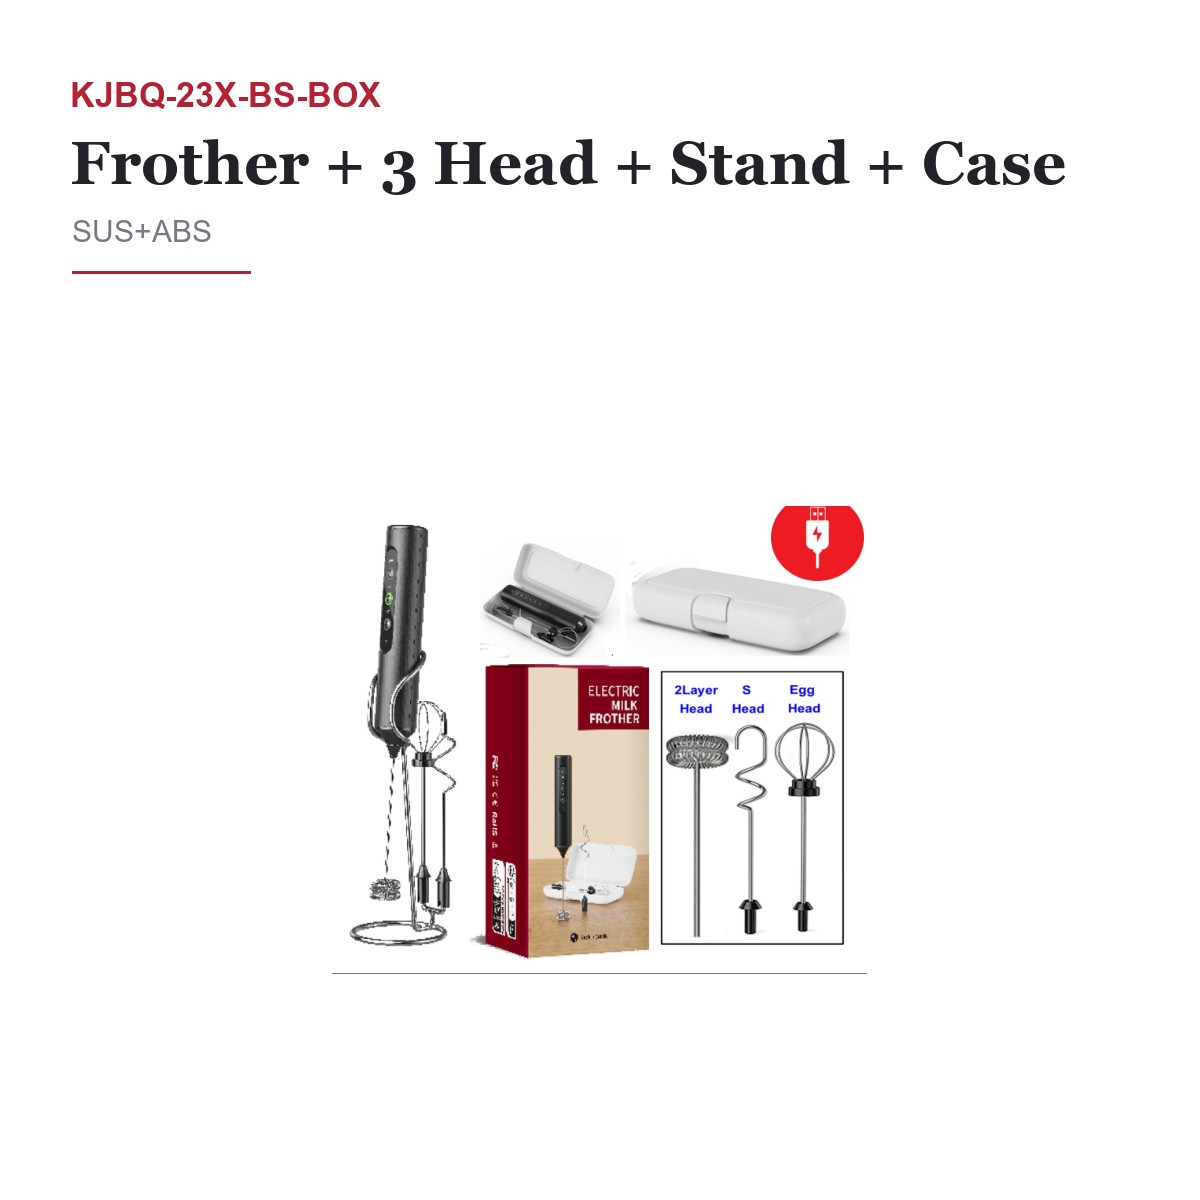 KJBQ-23X-BS-BOX
Frother + 3 Head + Stand + Case
SUS+ABS
ELECTRIC
MILK
FROTHER
2Layer
Head
S
Head
Egg
Head